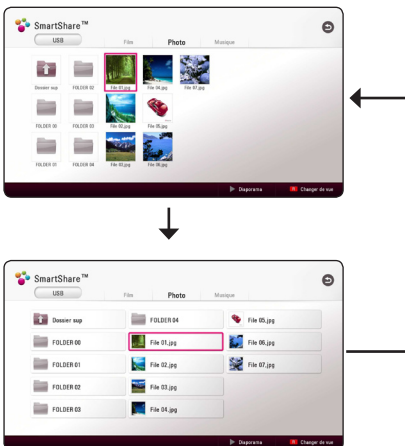 SmartShare™
USB
Film Photo Musique
Dossier sup FOLDER 02 File 01.jpg File 04.jpg File 07.jpg
FOLDER 00 FOLDER 03 File 02.jpg File 05.jpg
FOLDER 01 FOLDER 04 File 03.jpg File 06.jpg
Diaporama Changer de vue
SmartShare™
USB
Film Photo Musique
Dossier sup FOLDER 04 File 05.jpg
FOLDER 00 File 01.jpg File 06.jpg
FOLDER 01 File 02.jpg File 07.jpg
FOLDER 02 File 03.jpg
FOLDER 03 File 04.jpg
Diaporama Changer de vue